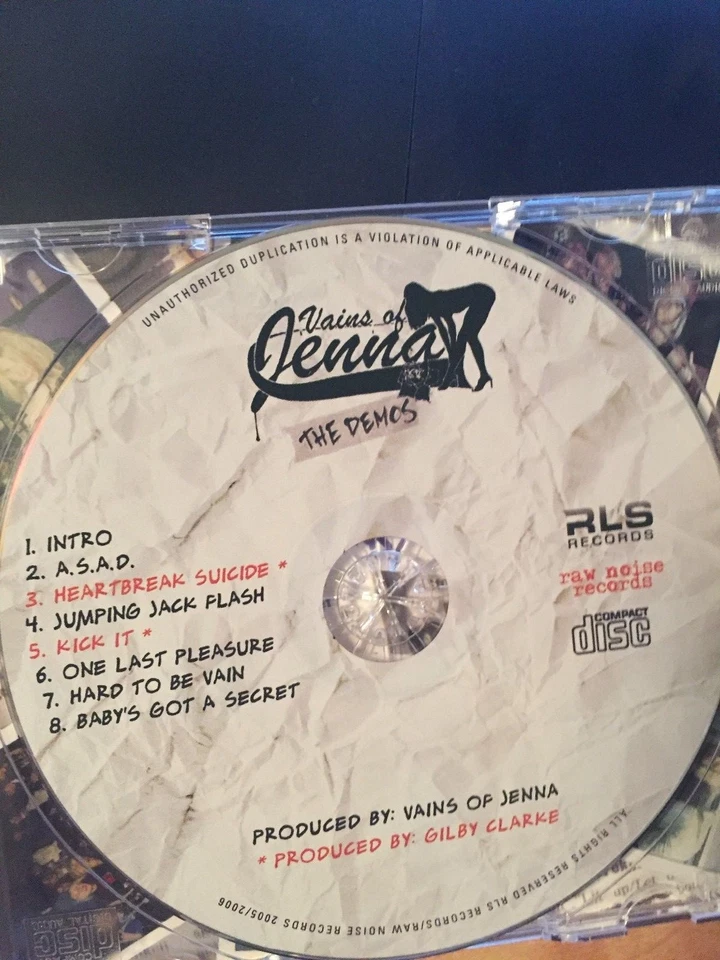 UNAUTHORIZED DUPLICATION IS A VIOLATION OF APPLICABLE LAWS
Vains of
Jenna
THE DEMOS
1. INTRO
2. A.S.A.D.
3. HEARTBREAK SUICIDE *
4. JUMPING JACK FLASH
5. KICK IT *
6. ONE LAST PLEASURE
7. HARD TO BE VAIN
8. BABY'S GOT A SECRET
RLS
RECORDS
raw noise
records
COMPACT
disc
PRODUCED BY: VAINS OF JENNA
* PRODUCED BY: GILBY CLARKE
ALL RIGHTS RESERVED RLS RECORDS/RAW NOISE RECORDS 2005/2006
disc
DIGITAL AUDIO